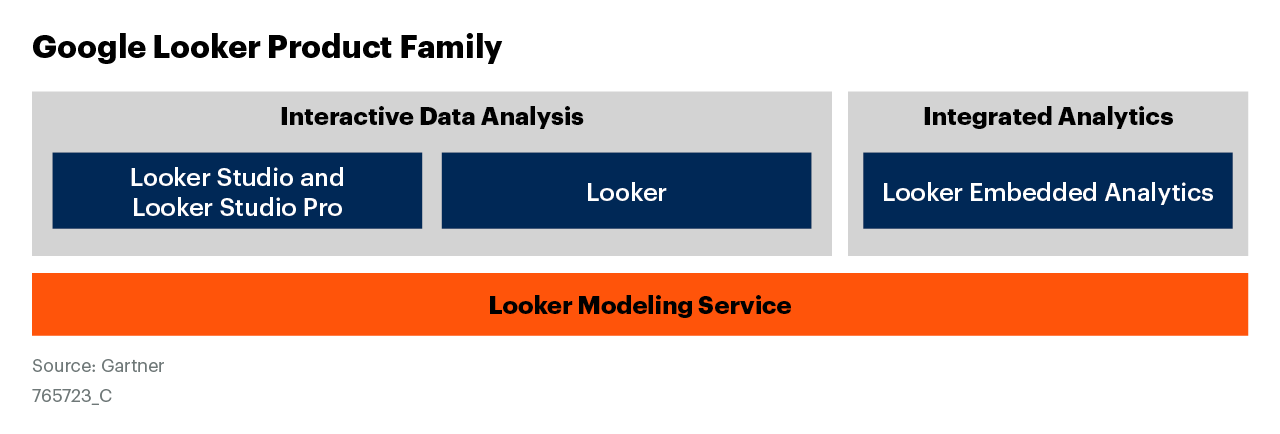 Google Looker Product Family
Interactive Data Analysis
Looker Studio and
Looker Studio Pro
Looker
Integrated Analytics
Looker Embedded Analytics
Looker Modeling Service
Source: Gartner
765723_C